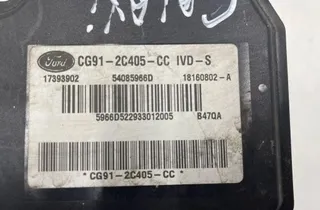 Ford CG91-2C405-CC IVD-S
17393902 54085966D 18160802-A
5966D522933012005 B47QA
* CG91-2C405-CC *